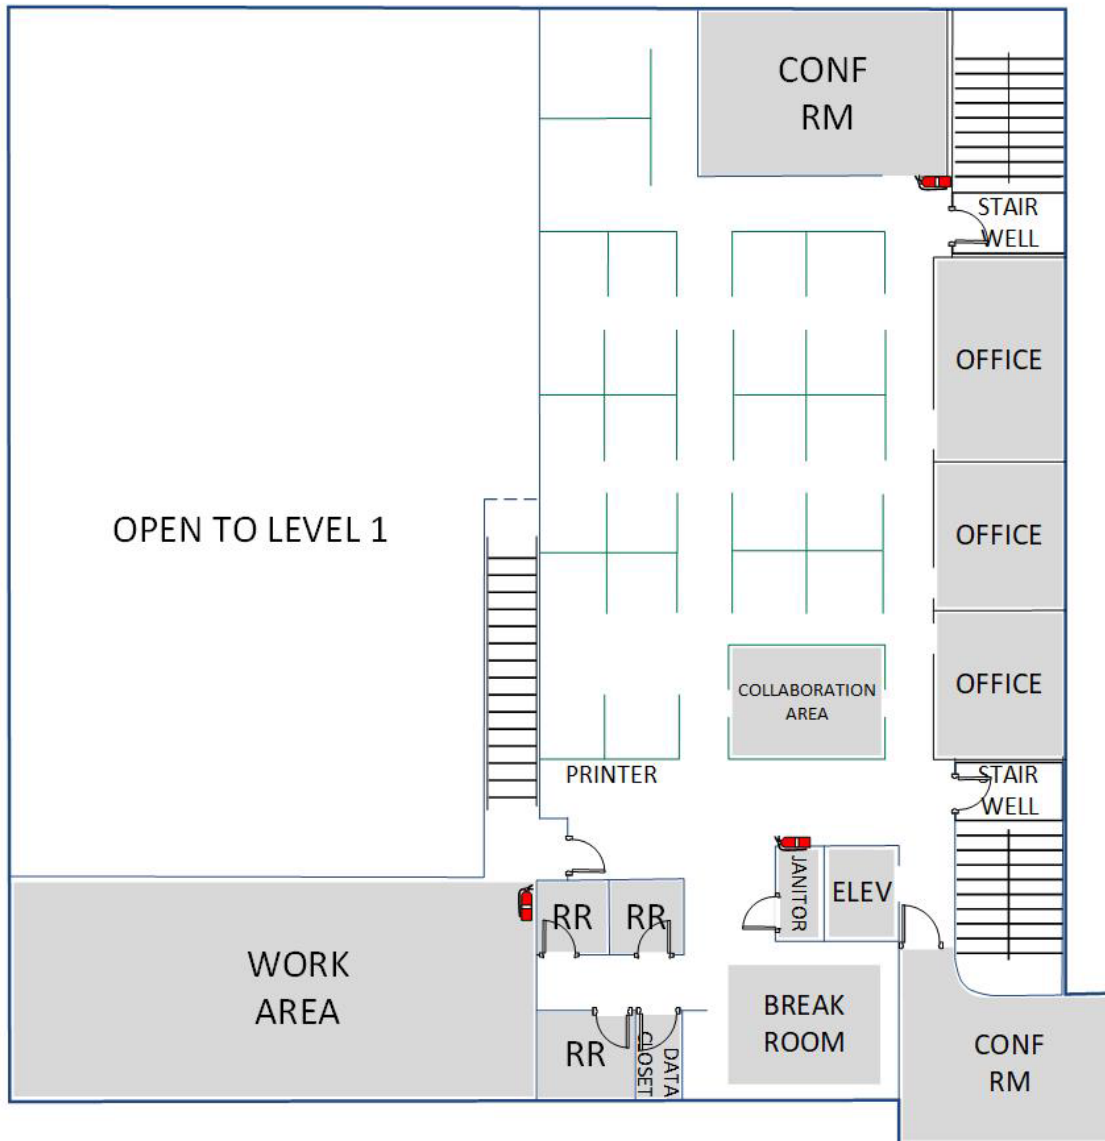 CONF
RM
STAIR
WELL
OFFICE
OPEN TO LEVEL 1
OFFICE
OFFICE
COLLABORATION
AREA
PRINTER
STAIR
WELL
JANITOR
ELEV
RR
RR
WORK
AREA
BREAK
ROOM
RR
DATA
CLOSET
CONF
RM